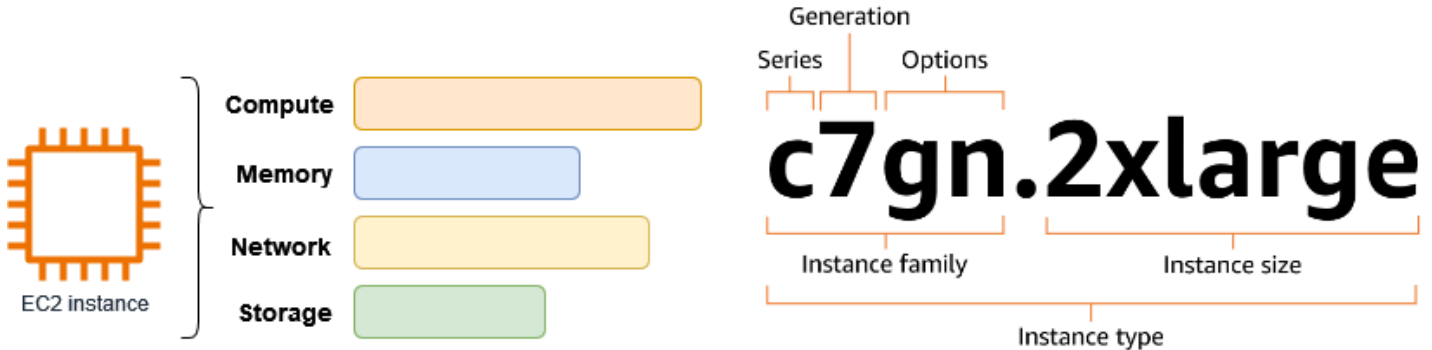 Compute
Memory
Network
Storage
EC2 instance
Generation
Series
Options
c7gn.2xlarge
Instance family
Instance size
Instance type